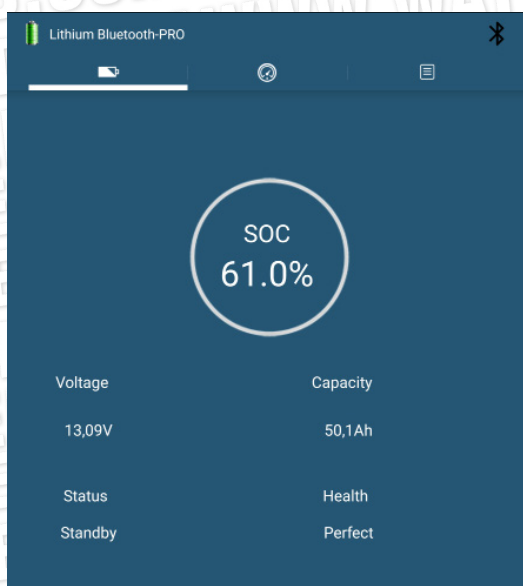 Lithium Bluetooth-PRO
SOC
61.0%
Voltage Capacity
13,09V 50,1Ah
Status Health
Standby Perfect